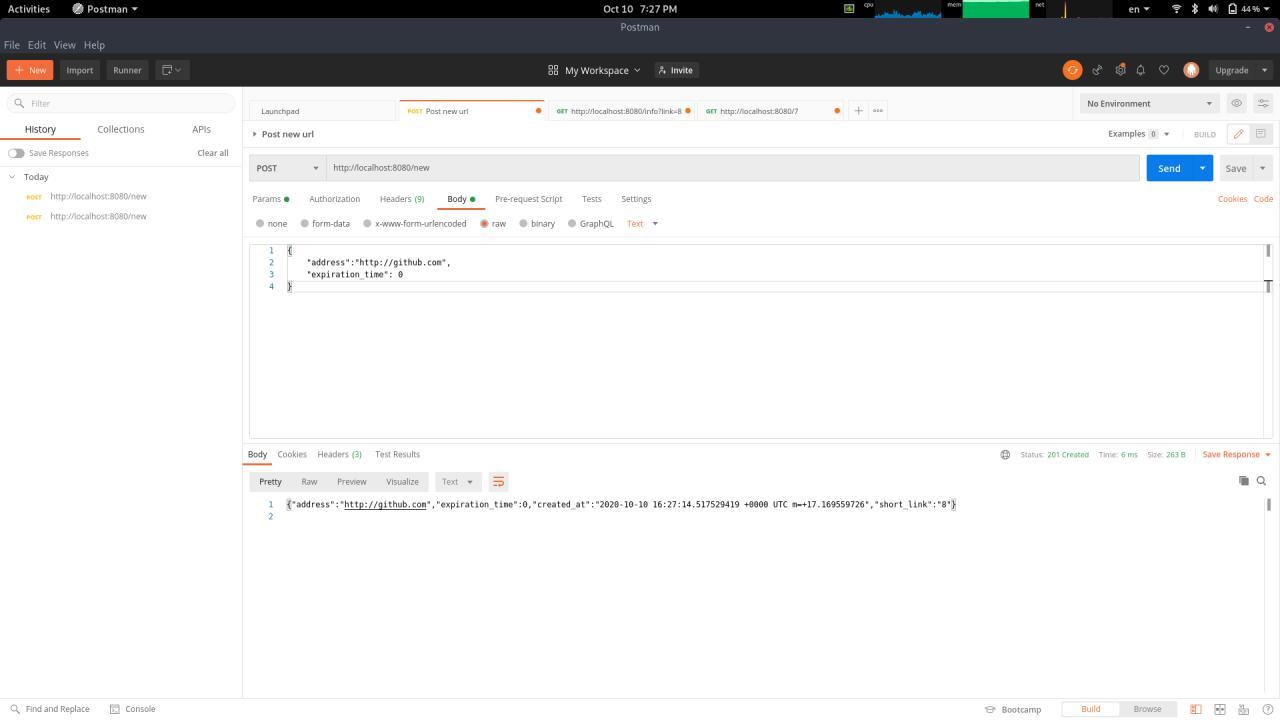 Activities Postman Oct 10 7:27 PM cpu mem net en 44 %
Postman
File Edit View Help
New Import Runner My Workspace Invite Upgrade
Filter
History Collections APIs
Save Responses Clear all
Today
POST http://localhost:8080/new
POST http://localhost:8080/new
Launchpad POST Post new url GET http://localhost:8080/info?link=8 GET http://localhost:8080/7 No Environment
Post new url Examples 0 BUILD
POST http://localhost:8080/new Send Save
Params Authorization Headers (9) Body Pre-request Script Tests Settings Cookies Code
none form-data x-www-form-urlencoded raw binary GraphQL Text
1 {
2 "address":"http://github.com",
3 "expiration_time": 0
4 }
Body Cookies Headers (3) Test Results Status: 201 Created Time: 6 ms Size: 263 B Save Response
Pretty Raw Preview Visualize Text
1 {"address":"http://github.com","expiration_time":0,"created_at":"2020-10-10 16:27:14.517529419 +0000 UTC m=+17.169559726","short_link":"8"}
2
Find and Replace Console Bootcamp Build Browse